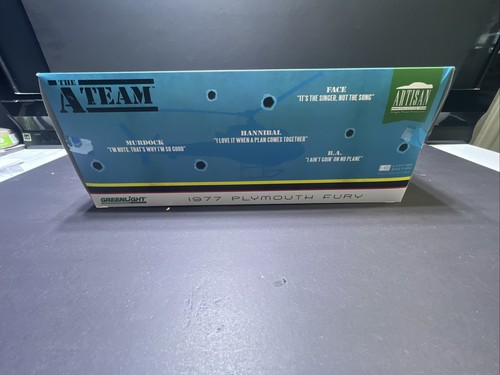 THE
A-TEAM
FACE
"IT'S THE SINGER, NOT THE SONG"
ARTISAN
HANNIBAL
"I LOVE IT WHEN A PLAN COMES TOGETHER"
MURDOCK
"I'M NUTS, THAT'S WHY I'M SO GOOD"
B.A.
"I AIN'T GOIN' ON NO PLANE"
GREENLIGHT
1977 PLYMOUTH FURY